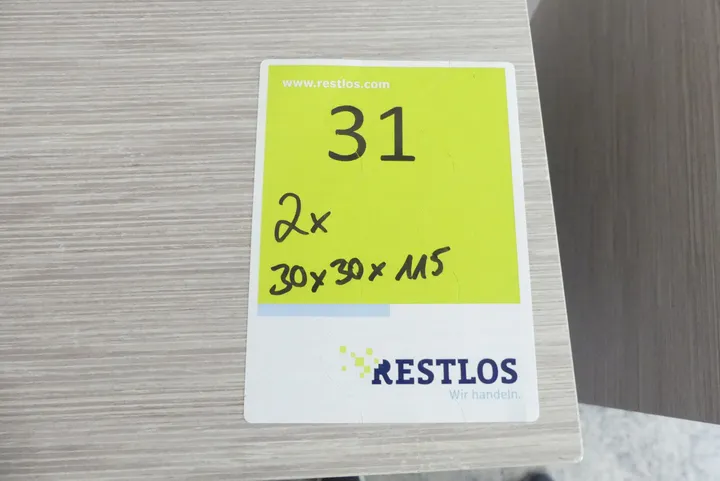 www.restlos.com
31
2x
30x30x115
RESTLOS
Wir handeln.